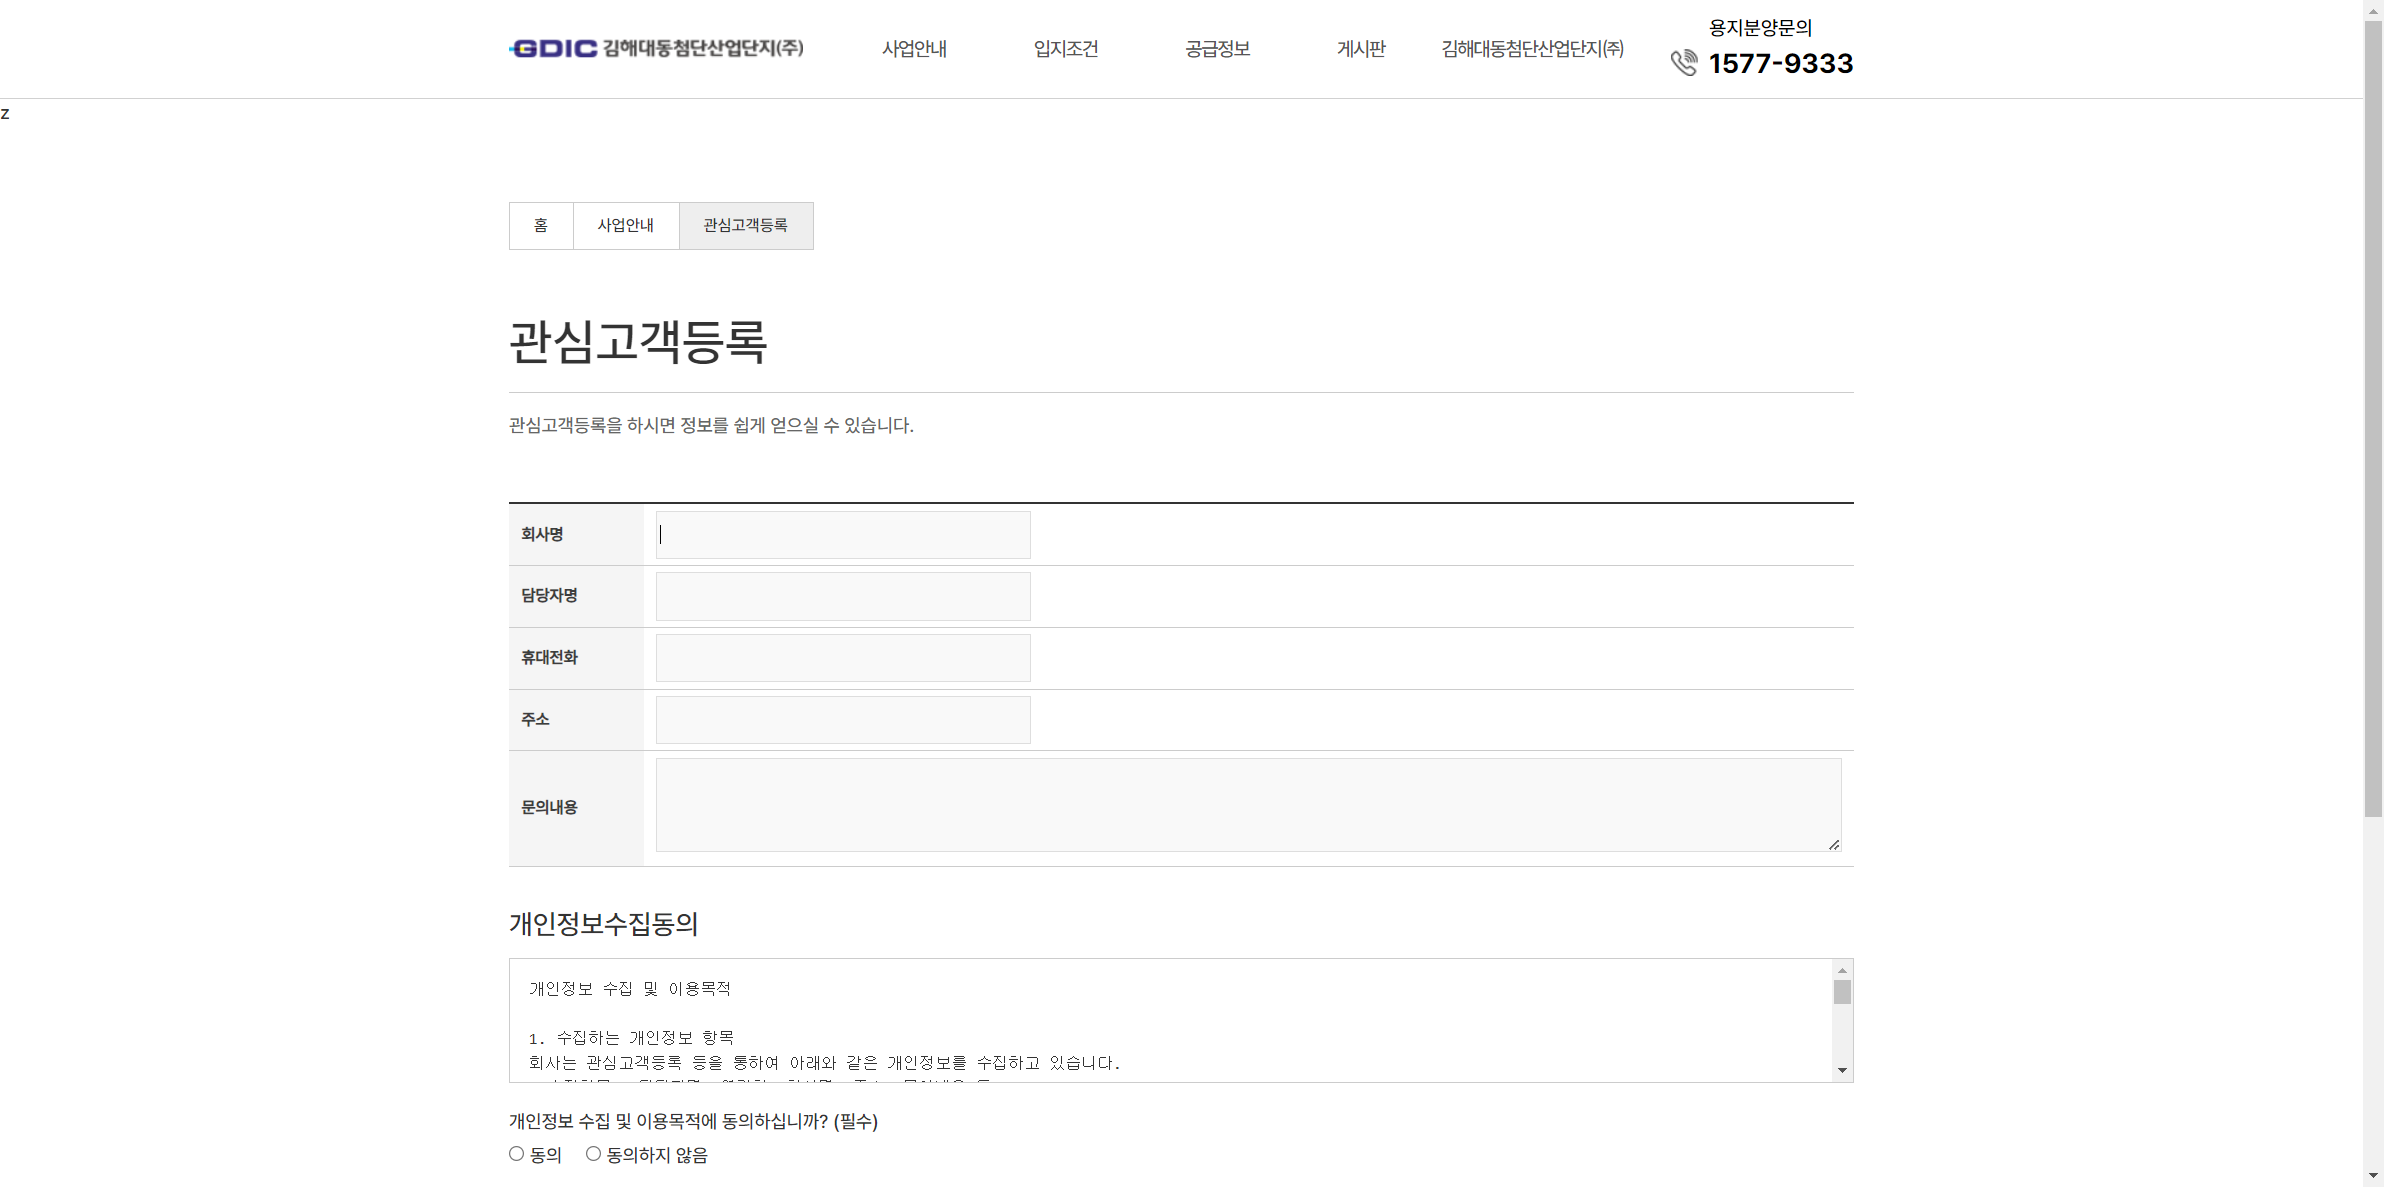 GDIC 김해대동첨단산업단지(주)
사업안내
입지조건
공급정보
게시판
김해대동첨단산업단지㈜
용지분양문의
1577-9333
z
홈
사업안내
관심고객등록
관심고객등록
관심고객등록을 하시면 정보를 쉽게 얻으실 수 있습니다.
회사명
담당자명
휴대전화
주소
문의내용
개인정보수집동의
개인정보 수집 및 이용목적
1. 수집하는 개인정보 항목
회사는 관심고객등록 등을 통하여 아래와 같은 개인정보를 수집하고 있습니다.
개인정보 수집 및 이용목적에 동의하십니까? (필수)
동의
동의하지 않음